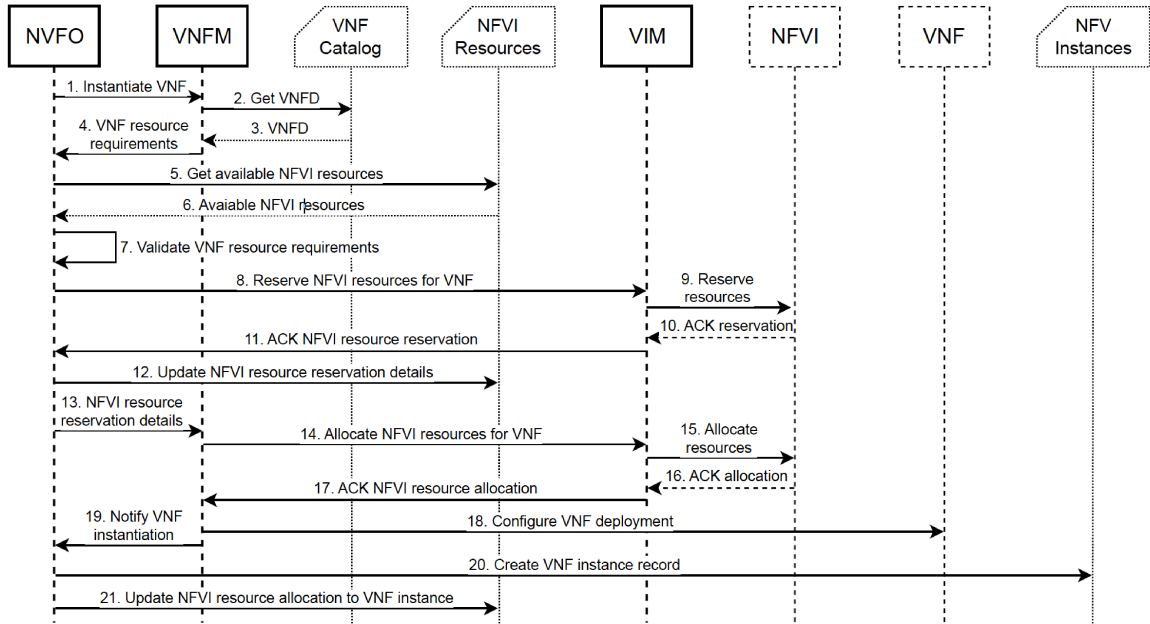 NVFO
VNFM
VNF
Catalog
NFVI
Resources
VIM
NFVI
VNF
NFV
Instances
1. Instantiate VNF
2. Get VNFD
3. VNFD
4. VNF resource
requirements
5. Get available NFVI resources
6. Avaiable NFVI resources
7. Validate VNF resource requirements
8. Reserve NFVI resources for VNF
9. Reserve
resources
10. ACK reservation
11. ACK NFVI resource reservation
12. Update NFVI resource reservation details
13. NFVI resource
reservation details
14. Allocate NFVI resources for VNF
15. Allocate
resources
16. ACK allocation
17. ACK NFVI resource allocation
18. Configure VNF deployment
19. Notify VNF
instantiation
20. Create VNF instance record
21. Update NFVI resource allocation to VNF instance